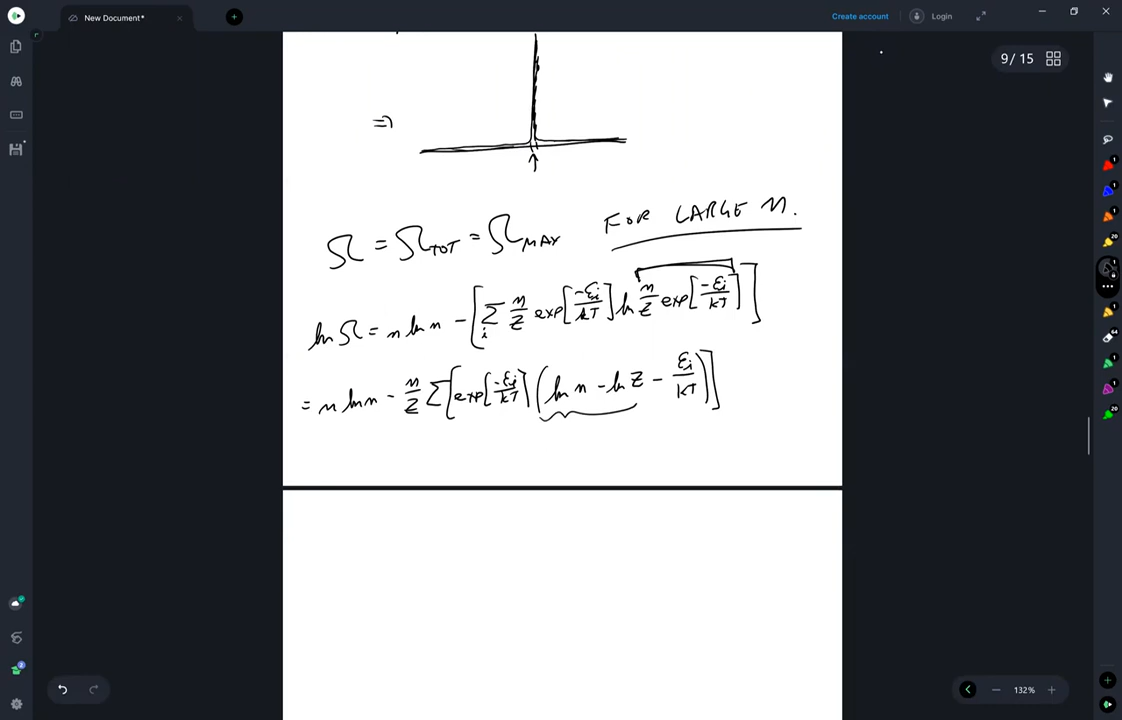 New Document*
Create account
Login
9/15
=>
Ω = Ω_TOT = Ω_MAX FOR LARGE n.
ln Ω = n ln n - [Σ_i n/Z exp[-ε_i/kT] ln n/Z exp[-ε_i/kT]]
= n ln n - n/Z Σ[exp[-ε_i/kT] (ln n - ln Z - ε_i/kT)]
132%